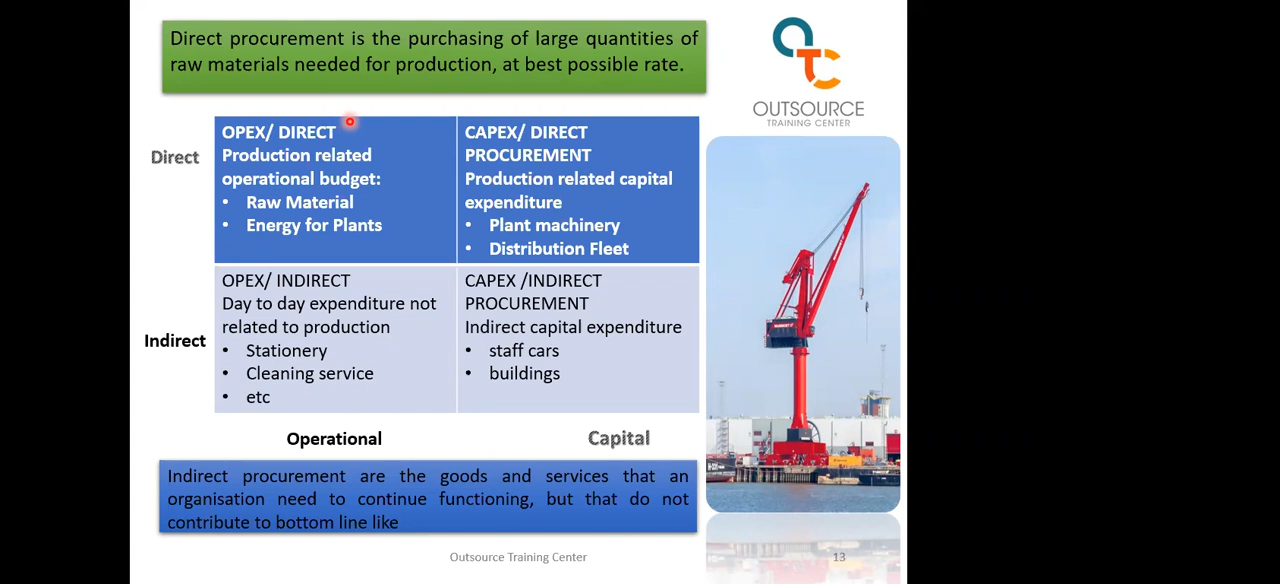 Direct procurement is the purchasing of large quantities of
raw materials needed for production, at best possible rate.
OUTSOURCE
TRAINING CENTER
Direct
OPEX/ DIRECT
Production related
operational budget:
• Raw Material
• Energy for Plants
CAPEX/ DIRECT
PROCUREMENT
Production related capital
expenditure
• Plant machinery
• Distribution Fleet
Indirect
OPEX/ INDIRECT
Day to day expenditure not
related to production
• Stationery
• Cleaning service
• etc
CAPEX /INDIRECT
PROCUREMENT
Indirect capital expenditure
• staff cars
• buildings
Operational
Capital
Indirect procurement are the goods and services that an
organisation need to continue functioning, but that do not
contribute to bottom line like
Outsource Training Center
13